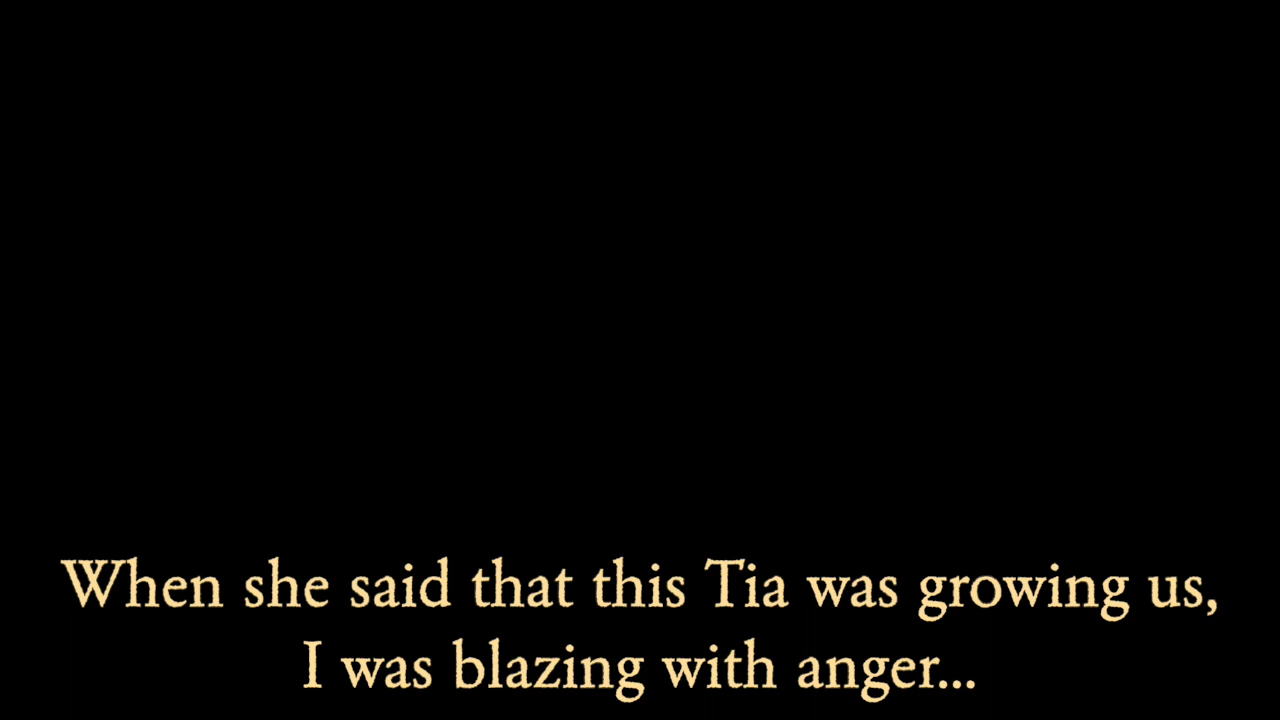 When she said that this Tia was growing us,
I was blazing with anger...